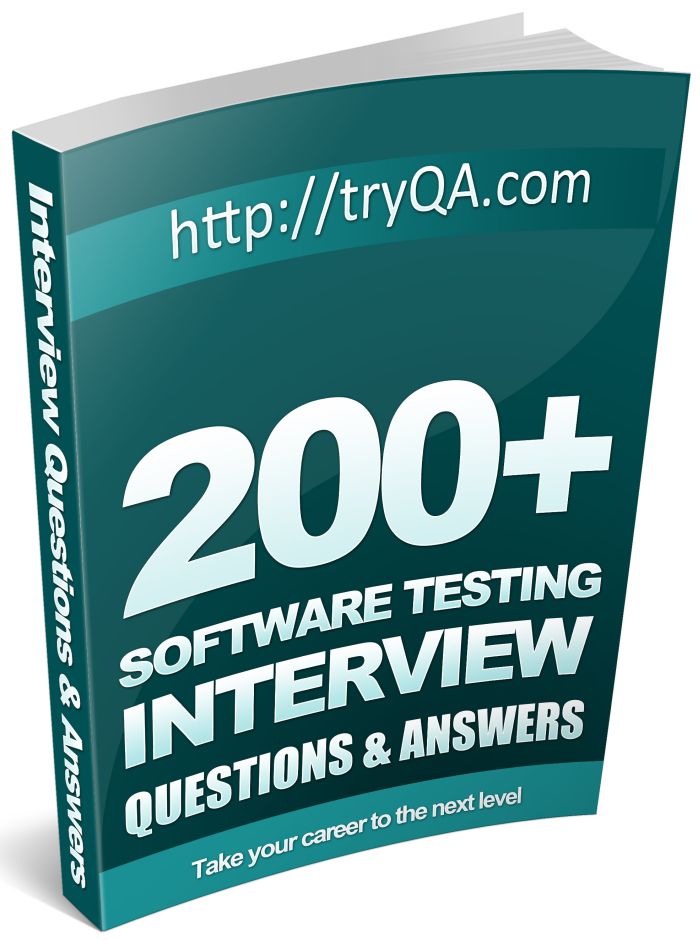 http://tryQA.com
200+
SOFTWARE TESTING
INTERVIEW
QUESTIONS & ANSWERS
Take your career to the next level
Interview Questions & Answers